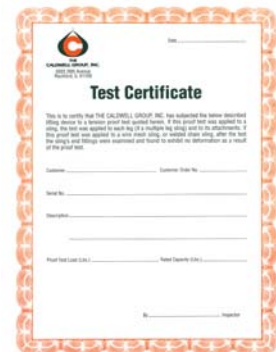 Date
THE
CALDWELL GROUP, INC.
Rockford, IL 61109
Test Certificate
This is to certify that THE CALDWELL GROUP, INC. has subjected the below described
lifting device to a tension proof test quoted herein. If this proof test was applied to a
sling, the test was applied to each leg (if a multiple leg sling) and to its attachments. If
this proof test was applied to a wire mesh sling, or welded chain sling, after the test
the sling's and fittings were examined and found to exhibit no deformation as a result
of the proof test.
Customer Customer Order No.
Serial No.
Description
Proof Test Load (Lbs.) Rated Capacity (Lbs.)
By Inspector